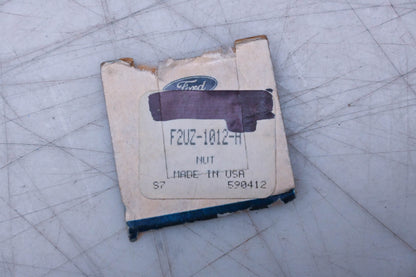 Ford
F2UZ-1012-A
NUT
MADE IN USA
S7 590412